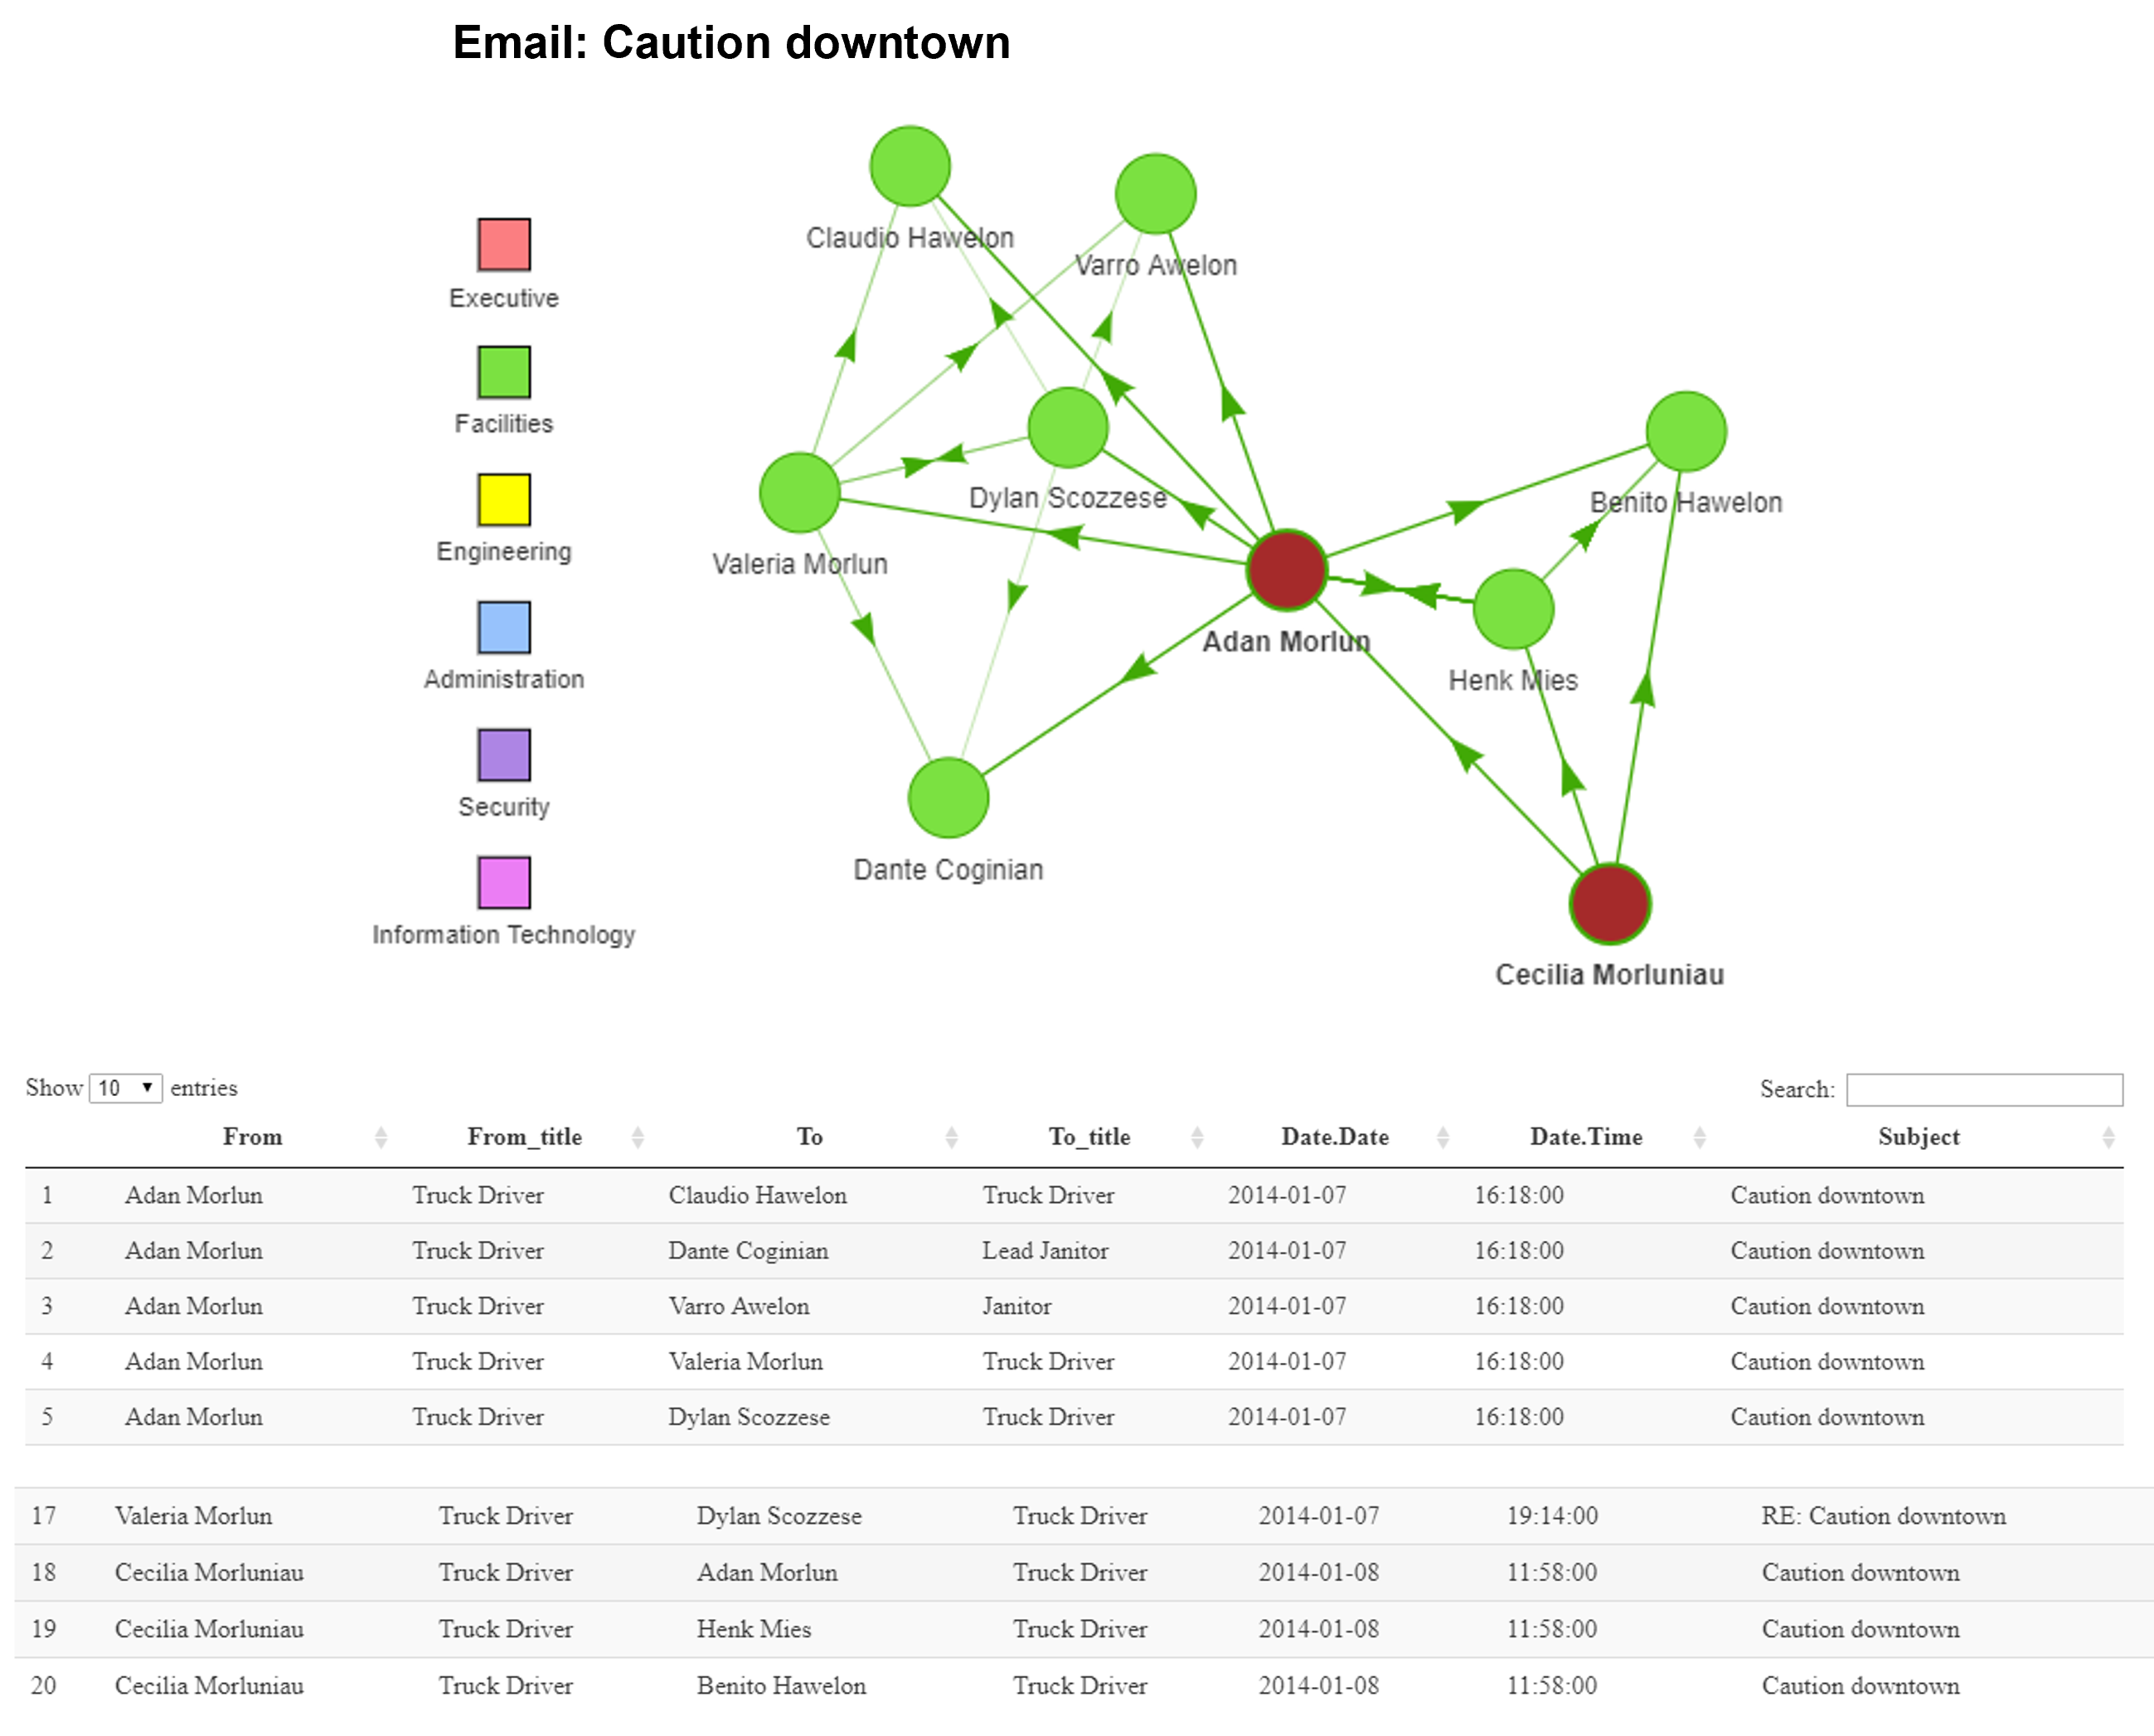 Email: Caution downtown
Executive
Facilities
Engineering
Administration
Security
Information Technology
Claudio Hawelon
Varro Awelon
Dylan Scozzese
Benito Hawelon
Valeria Morlun
Adan Morlun
Henk Mies
Dante Coginian
Cecilia Morluniau
Show 10 entries Search:
From From_title To To_title Date.Date Date.Time Subject
1 Adan Morlun Truck Driver Claudio Hawelon Truck Driver 2014-01-07 16:18:00 Caution downtown
2 Adan Morlun Truck Driver Dante Coginian Lead Janitor 2014-01-07 16:18:00 Caution downtown
3 Adan Morlun Truck Driver Varro Awelon Janitor 2014-01-07 16:18:00 Caution downtown
4 Adan Morlun Truck Driver Valeria Morlun Truck Driver 2014-01-07 16:18:00 Caution downtown
5 Adan Morlun Truck Driver Dylan Scozzese Truck Driver 2014-01-07 16:18:00 Caution downtown
17 Valeria Morlun Truck Driver Dylan Scozzese Truck Driver 2014-01-07 19:14:00 RE: Caution downtown
18 Cecilia Morluniau Truck Driver Adan Morlun Truck Driver 2014-01-08 11:58:00 Caution downtown
19 Cecilia Morluniau Truck Driver Henk Mies Truck Driver 2014-01-08 11:58:00 Caution downtown
20 Cecilia Morluniau Truck Driver Benito Hawelon Truck Driver 2014-01-08 11:58:00 Caution downtown